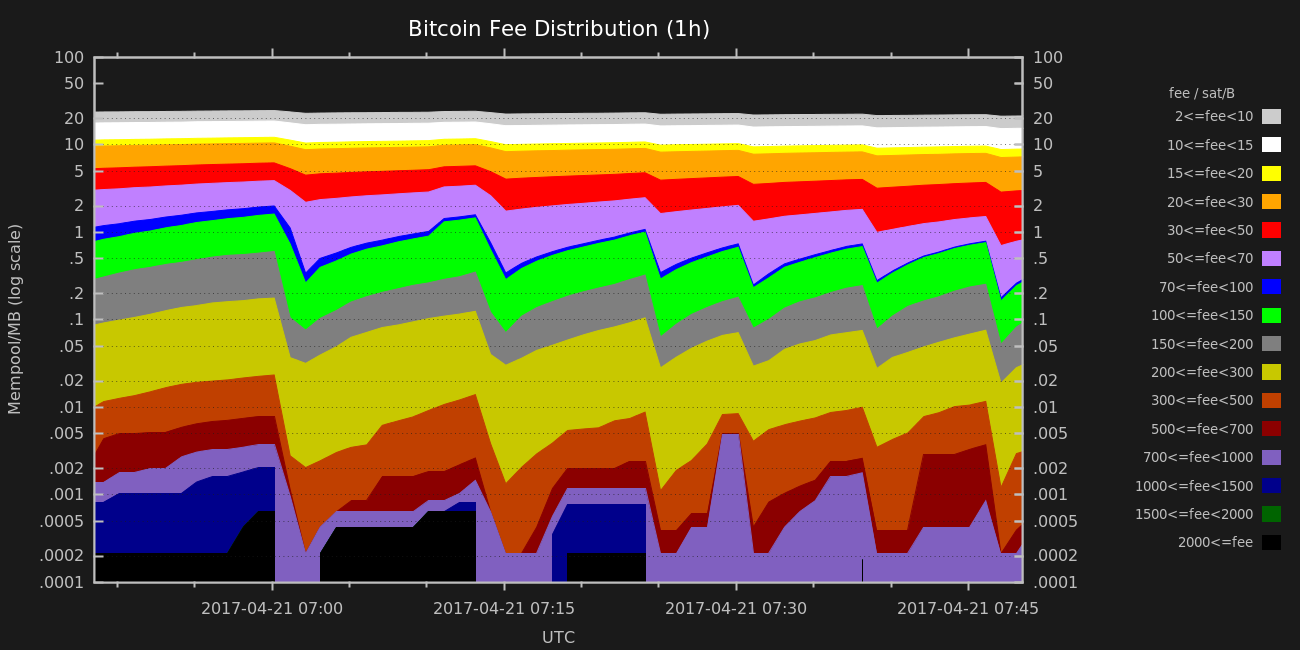 Bitcoin Fee Distribution (1h)
Mempool/MB (log scale)
100
50
20
10
5
2
1
.5
.2
.1
.05
.02
.01
.005
.002
.001
.0005
.0002
.0001
100
50
20
10
5
2
1
.5
.2
.1
.05
.02
.01
.005
.002
.001
.0005
.0002
.0001
2017-04-21 07:00 2017-04-21 07:15 2017-04-21 07:30 2017-04-21 07:45
UTC
fee / sat/B
2<=fee<10
10<=fee<15
15<=fee<20
20<=fee<30
30<=fee<50
50<=fee<70
70<=fee<100
100<=fee<150
150<=fee<200
200<=fee<300
300<=fee<500
500<=fee<700
700<=fee<1000
1000<=fee<1500
1500<=fee<2000
2000<=fee